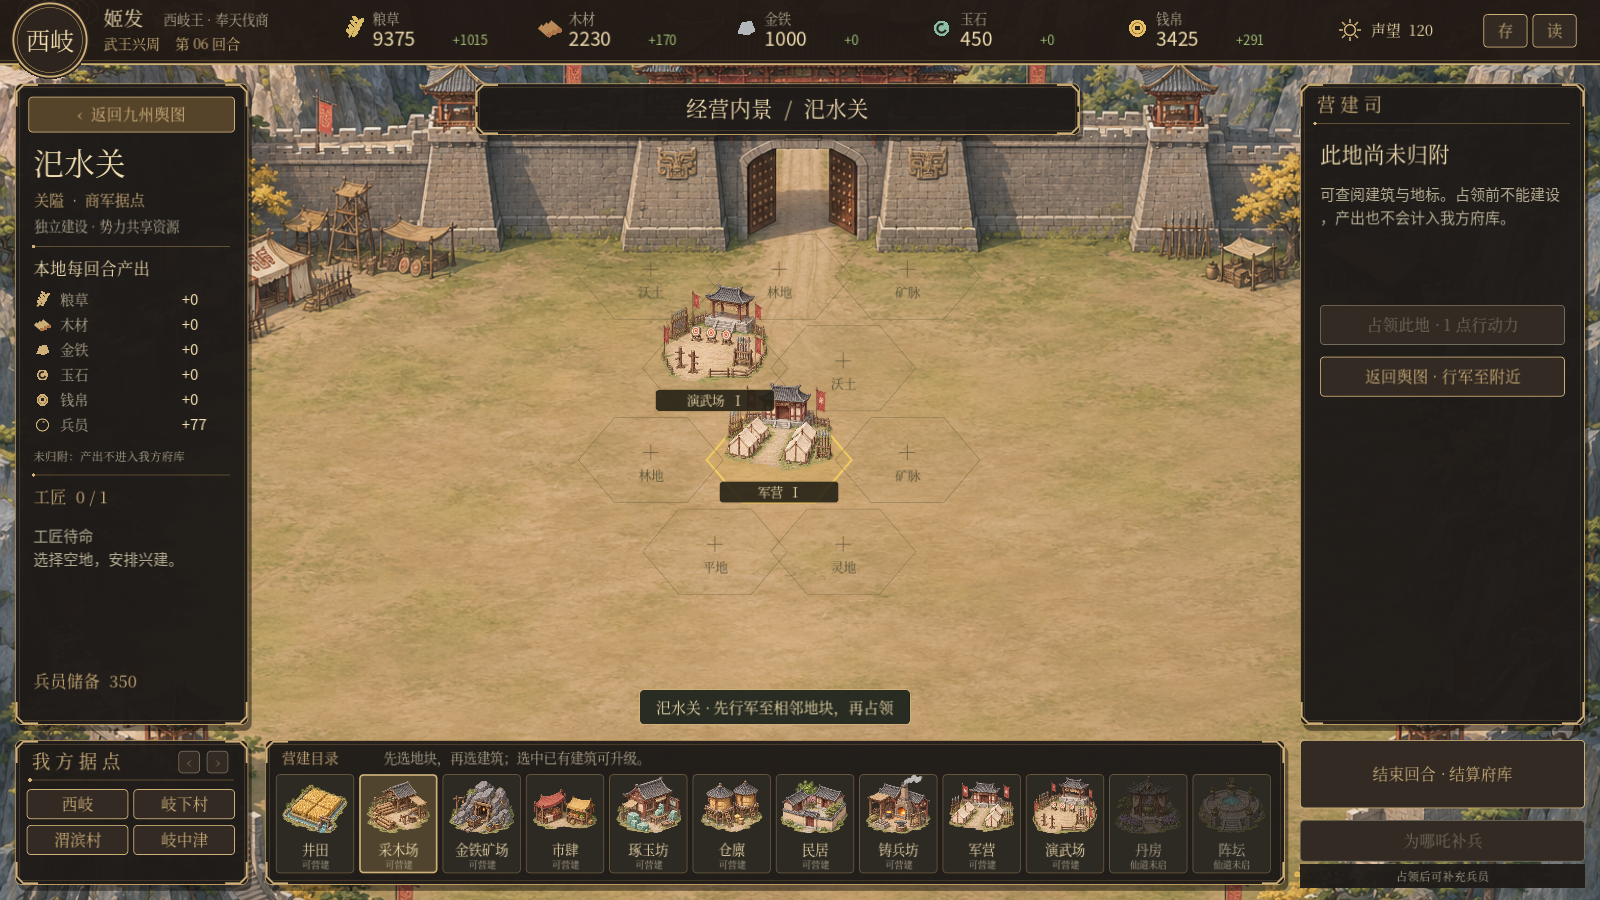 西岐
姬发 西岐王·奉天伐商
武王兴周 第 06 回合
粮草 9375 +1015
木材 2230 +170
金铁 1000 +0
玉石 450 +0
钱帛 3425 +291
声望 120
存 读
‹ 返回九州舆图
汜水关
关隘 · 商军据点
独立建设 · 势力共享资源
本地每回合产出
粮草 +0
木材 +0
金铁 +0
玉石 +0
钱帛 +0
兵员 +77
未归附：产出不进入我方府库
工匠 0 / 1
工匠待命
选择空地，安排兴建。
兵员储备 350
经营内景 / 汜水关
沃土 林地 矿脉
演武场 I
沃土
林地 矿脉
军营 I
平地 灵地
汜水关 · 先行军至相邻地块，再占领
营建司
此地尚未归附
可查阅建筑与地标。占领前不能建设
，产出也不会计入我方府库。
占领此地 · 1 点行动力
返回舆图 · 行军至附近
我方据点 ‹ ›
西岐 岐下村
渭滨村 岐中津
营建目录 先选地块，再选建筑；选中已有建筑可升级。
井田 可营建
采木场 可营建
金铁矿场 可营建
市肆 可营建
琢玉坊 可营建
仓廪 可营建
民居 可营建
铸兵坊 可营建
军营 可营建
演武场 可营建
丹房 仙道未启
阵坛 仙道未启
结束回合 · 结算府库
为哪吒补兵
占领后可补充兵员